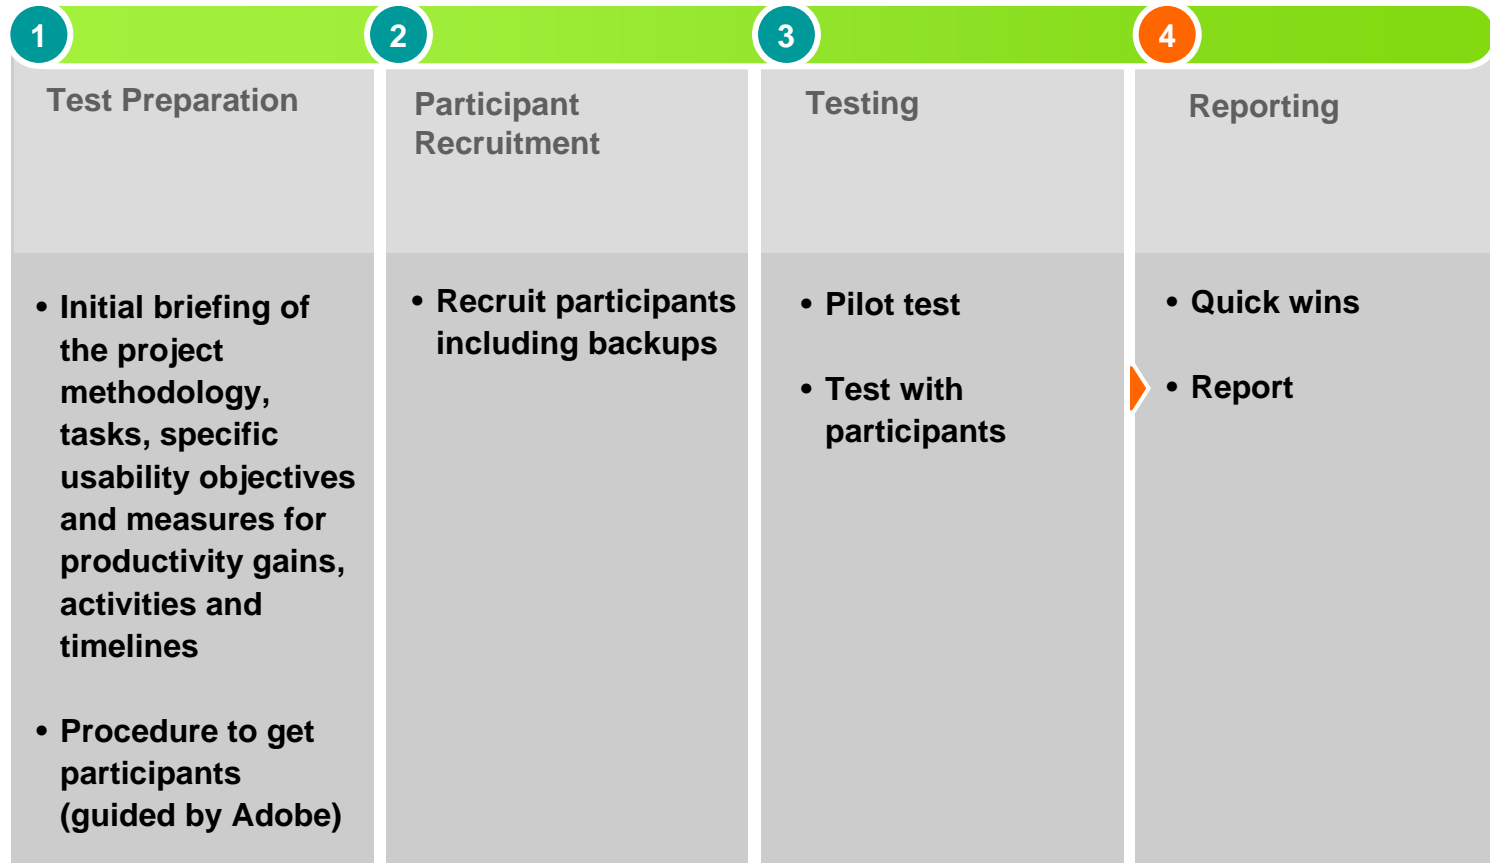 1
2
3
4
Test Preparation
Participant
Recruitment
Testing
Reporting
• Initial briefing of
the project
methodology,
tasks, specific
usability objectives
and measures for
productivity gains,
activities and
timelines
• Procedure to get
participants
(guided by Adobe)
• Recruit participants
including backups
• Pilot test
• Test with
participants
• Quick wins
• Report